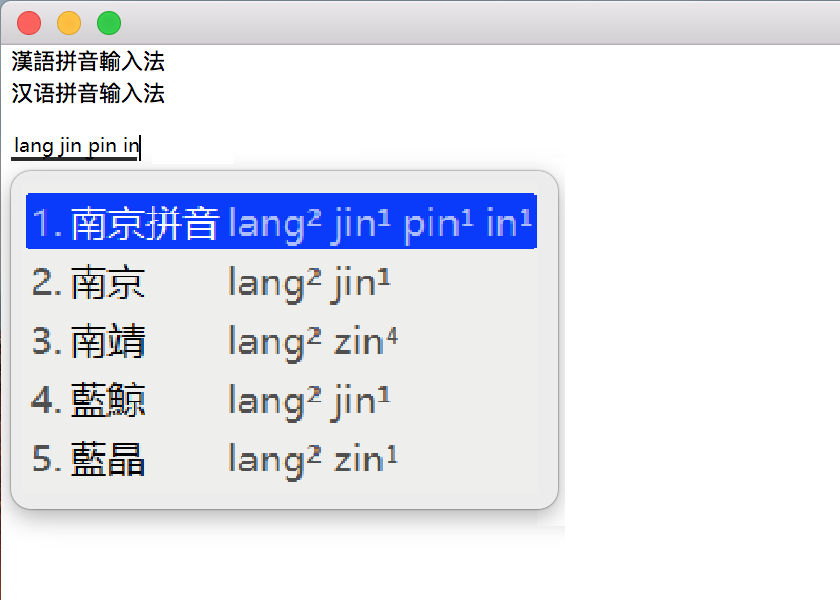 漢語拼音輸入法
汉语拼音输入法
lang jin pin in
1. 南京拼音 lang² jin¹ pin¹ in¹
2. 南京 lang² jin¹
3. 南靖 lang² zin⁴
4. 藍鯨 lang² jin¹
5. 藍晶 lang² zin¹